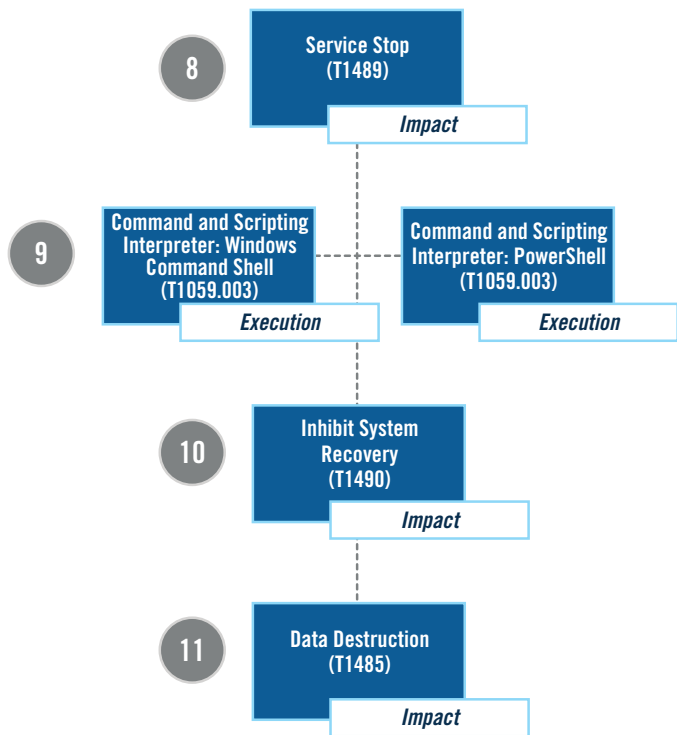 8
Service Stop
(T1489)
Impact
9
Command and Scripting
Interpreter: Windows
Command Shell
(T1059.003)
Execution
Command and Scripting
Interpreter: PowerShell
(T1059.003)
Execution
10
Inhibit System
Recovery
(T1490)
Impact
11
Data Destruction
(T1485)
Impact